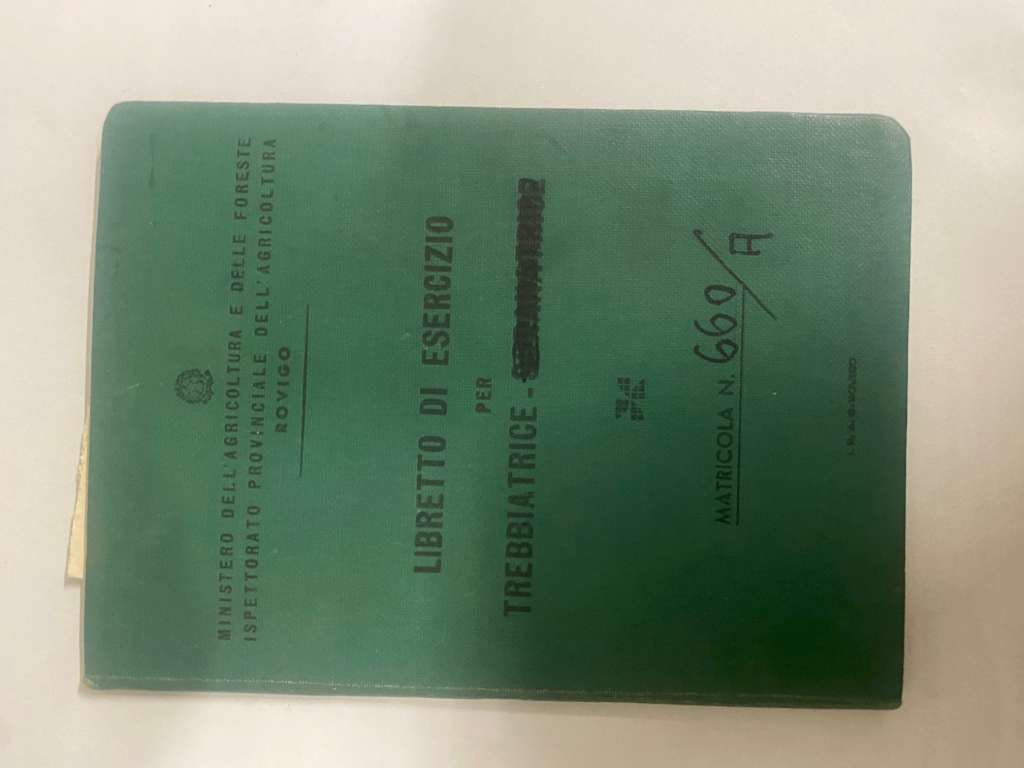 MINISTERO DELL'AGRICOLTURA E DELLE FORESTE
ISPETTORATO PROVINCIALE DELL'AGRICOLTURA
ROVIGO
LIBRETTO DI ESERCIZIO
PER
TREBBIATRICE -
MATRICOLA N. 660/A